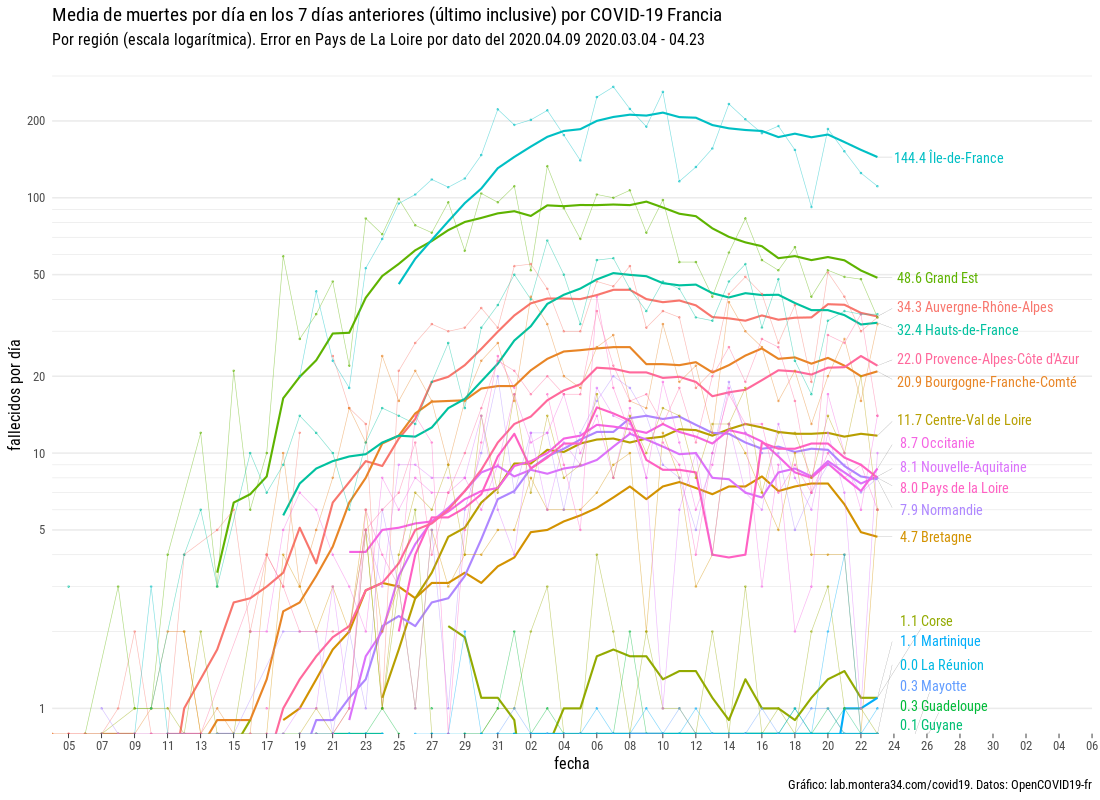 Media de muertes por día en los 7 días anteriores (último inclusive) por COVID-19 Francia
Por región (escala logarítmica). Error en Pays de La Loire por dato del 2020.04.09 2020.03.04 - 04.23
fallecidos por día
200
100
50
20
10
5
1
144.4 Île-de-France
48.6 Grand Est
34.3 Auvergne-Rhône-Alpes
32.4 Hauts-de-France
22.0 Provence-Alpes-Côte d'Azur
20.9 Bourgogne-Franche-Comté
11.7 Centre-Val de Loire
8.7 Occitanie
8.1 Nouvelle-Aquitaine
8.0 Pays de la Loire
7.9 Normandie
4.7 Bretagne
1.1 Corse
1.1 Martinique
0.0 La Réunion
0.3 Mayotte
0.3 Guadeloupe
0.1 Guyane
05 07 09 11 13 15 17 19 21 23 25 27 29 31 02 04 06 08 10 12 14 16 18 20 22 24 26 28 30 02 04 06
fecha
Gráfico: lab.montera34.com/covid19. Datos: OpenCOVID19-fr